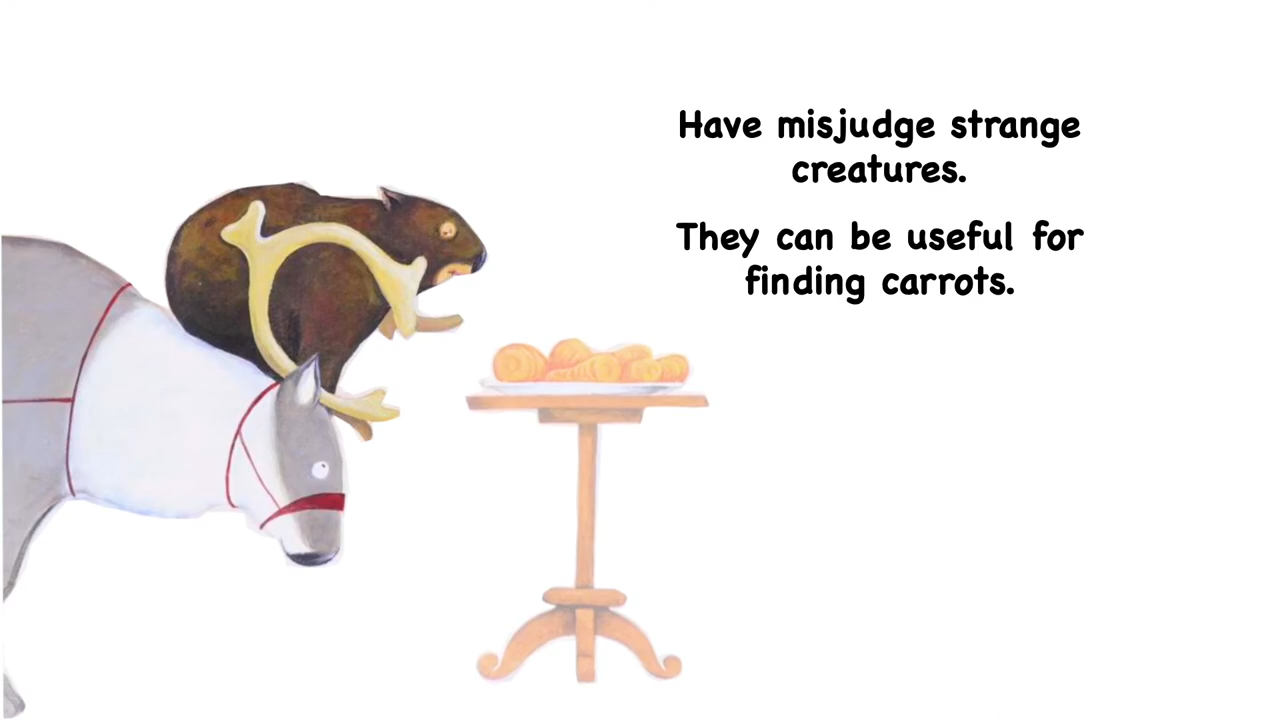 Have misjudge strange
creatures.
They can be useful for
finding carrots.